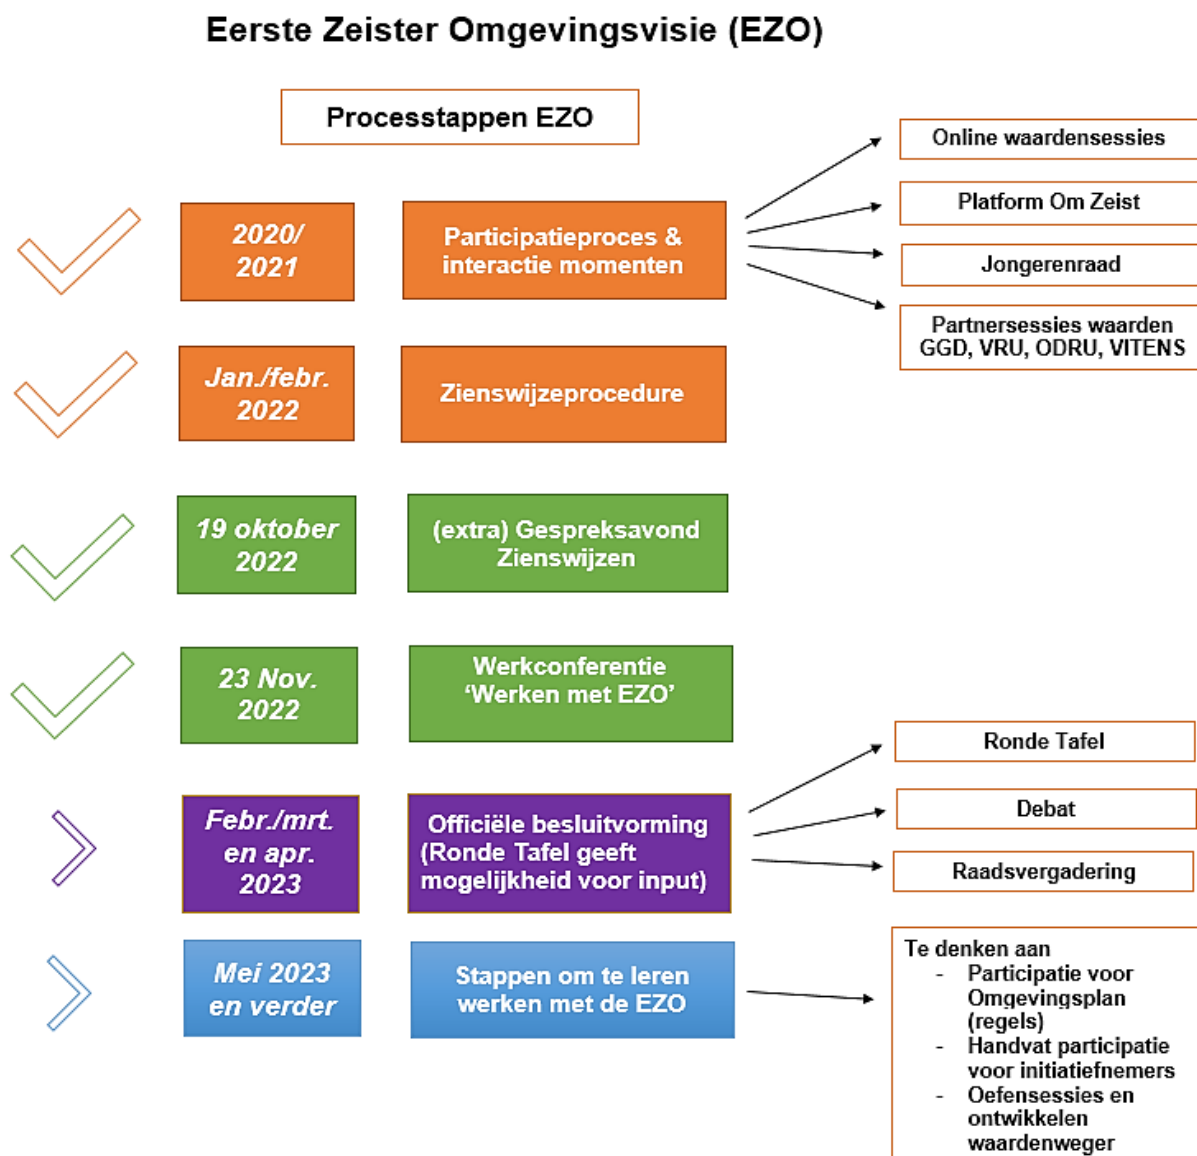 Eerste Zeister Omgevingsvisie (EZO)
Processtappen EZO
2020/
2021
Participatieproces &
interactie momenten
Online waardensessies
Platform Om Zeist
Jongerenraad
Partnersessies waarden
GGD, VRU, ODRU, VITENS
Jan./febr.
2022
Zienswijzeprocedure
19 oktober
2022
(extra) Gespreksavond
Zienswijzen
23 Nov.
2022
Werkconferentie
‘Werken met EZO’
Febr./mrt.
en apr.
2023
Officiële besluitvorming
(Ronde Tafel geeft
mogelijkheid voor input)
Ronde Tafel
Debat
Raadsvergadering
Mei 2023
en verder
Stappen om te leren
werken met de EZO
Te denken aan
- Participatie voor
Omgevingsplan
(regels)
- Handvat participatie
voor initiatiefnemers
- Oefensessies en
ontwikkelen
waardenweger